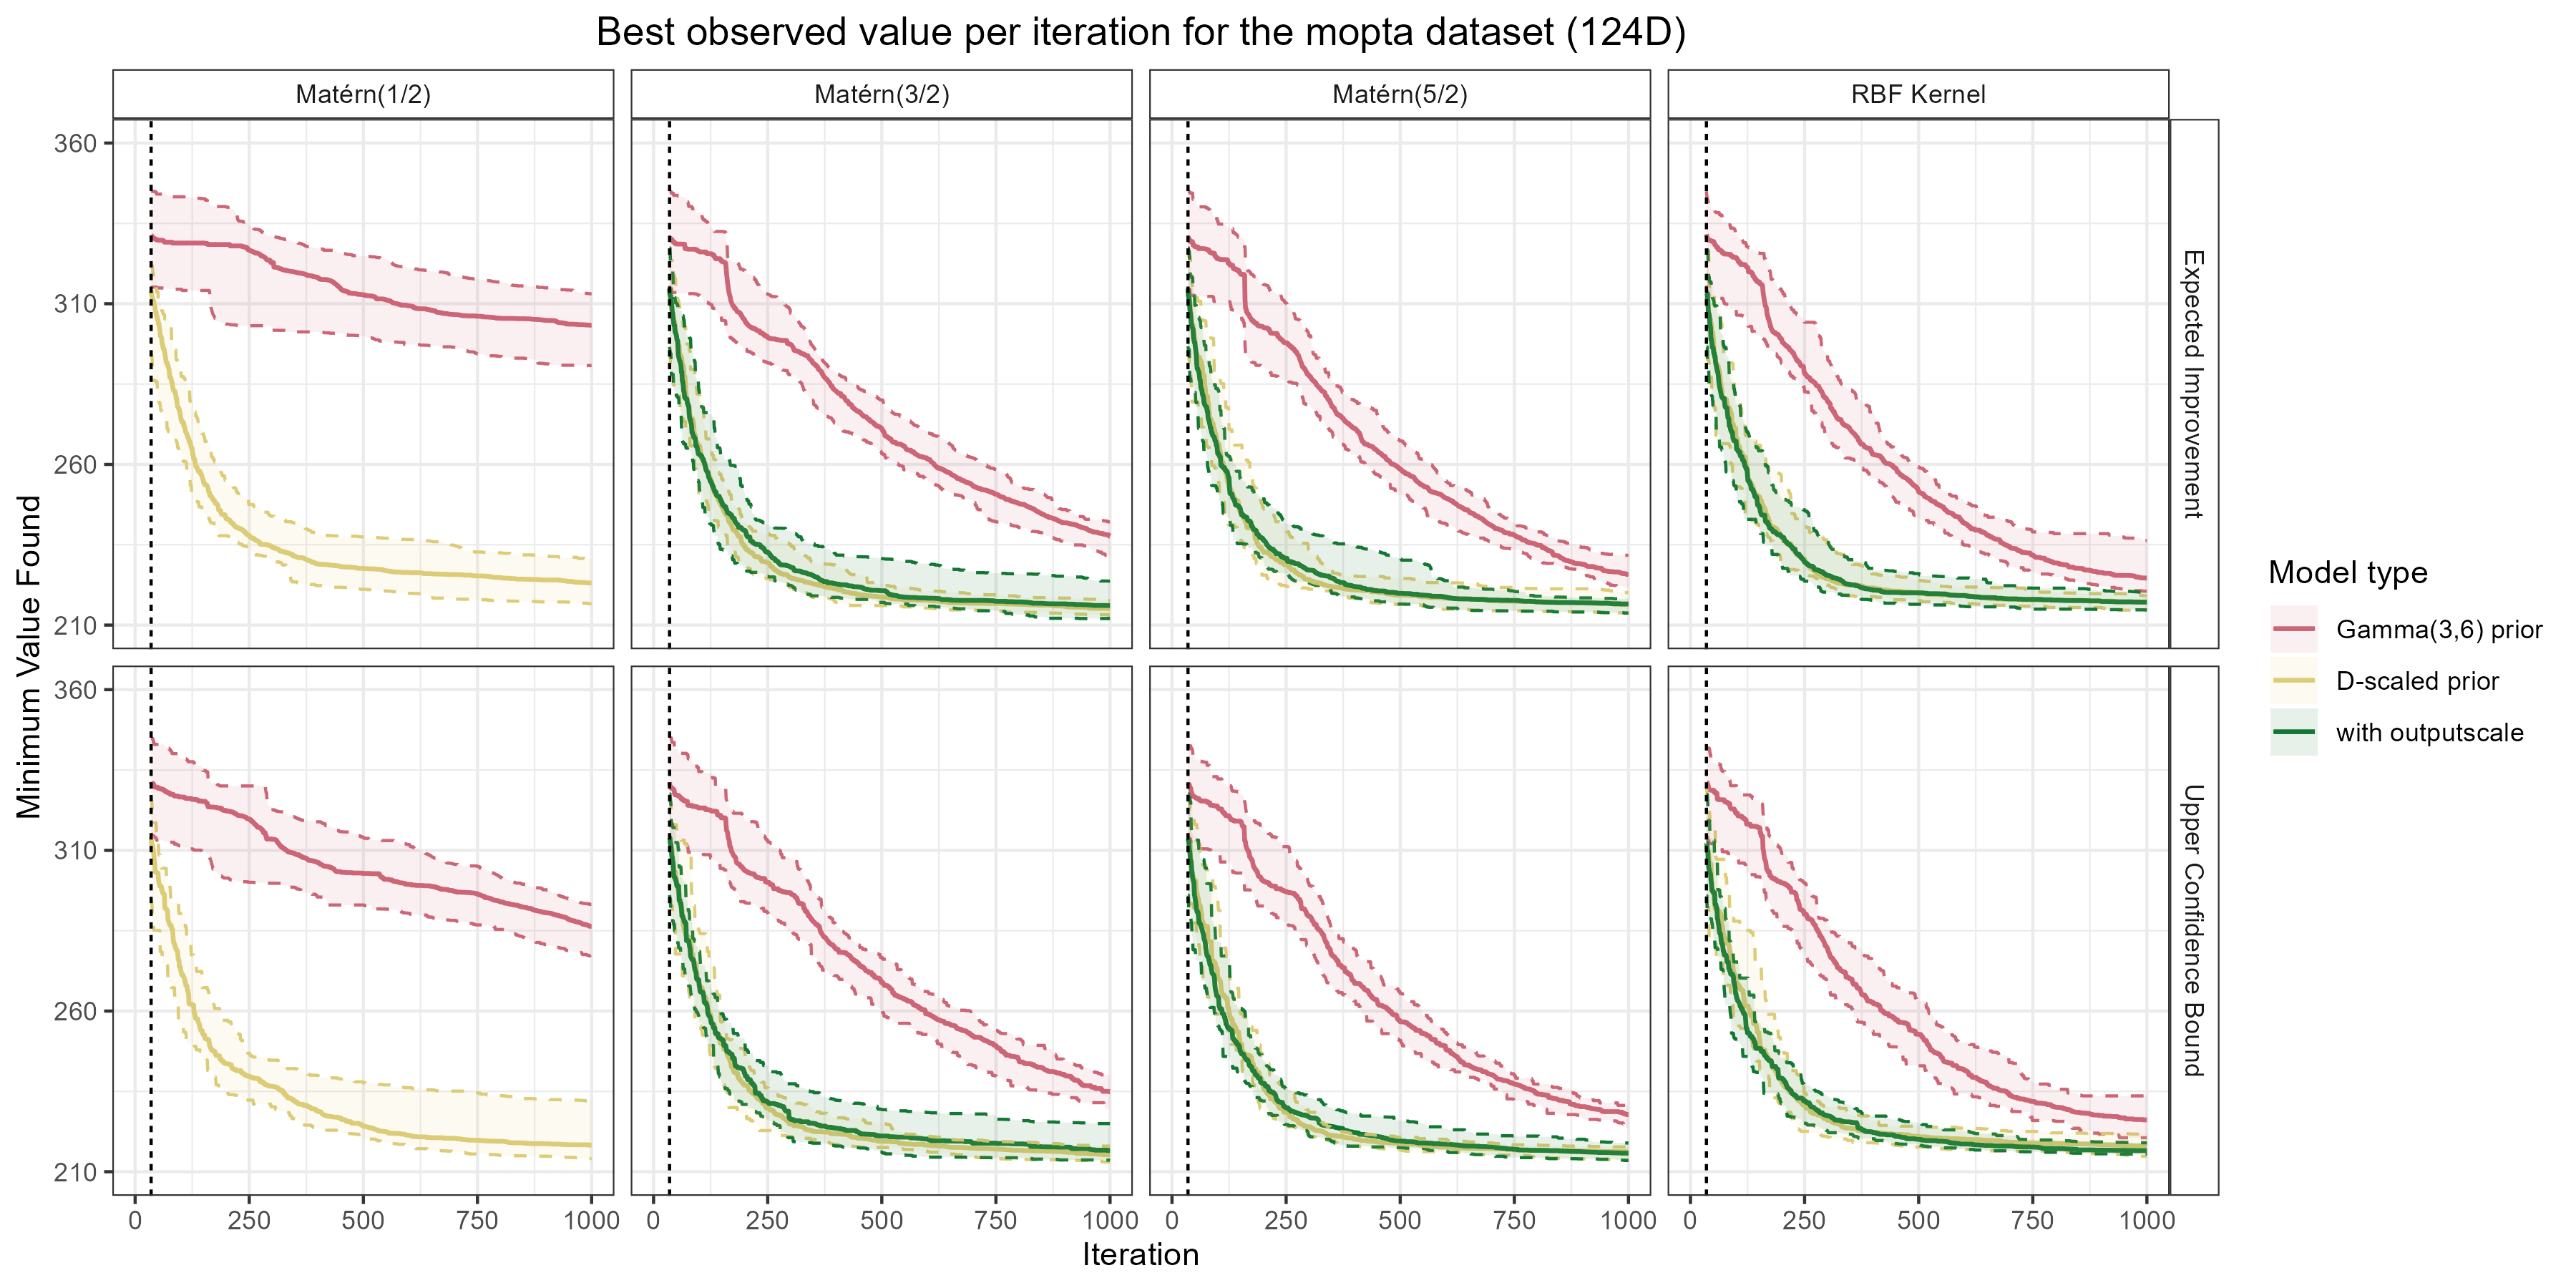 Best observed value per iteration for the mopta dataset (124D)
Matérn(1/2)
Matérn(3/2)
Matérn(5/2)
RBF Kernel
Minimum Value Found
360
310
260
210
Expected Improvement
360
310
260
210
Upper Confidence Bound
0 250 500 750 1000
0 250 500 750 1000
0 250 500 750 1000
0 250 500 750 1000
Iteration
Model type
Gamma(3,6) prior
D-scaled prior
with outputscale